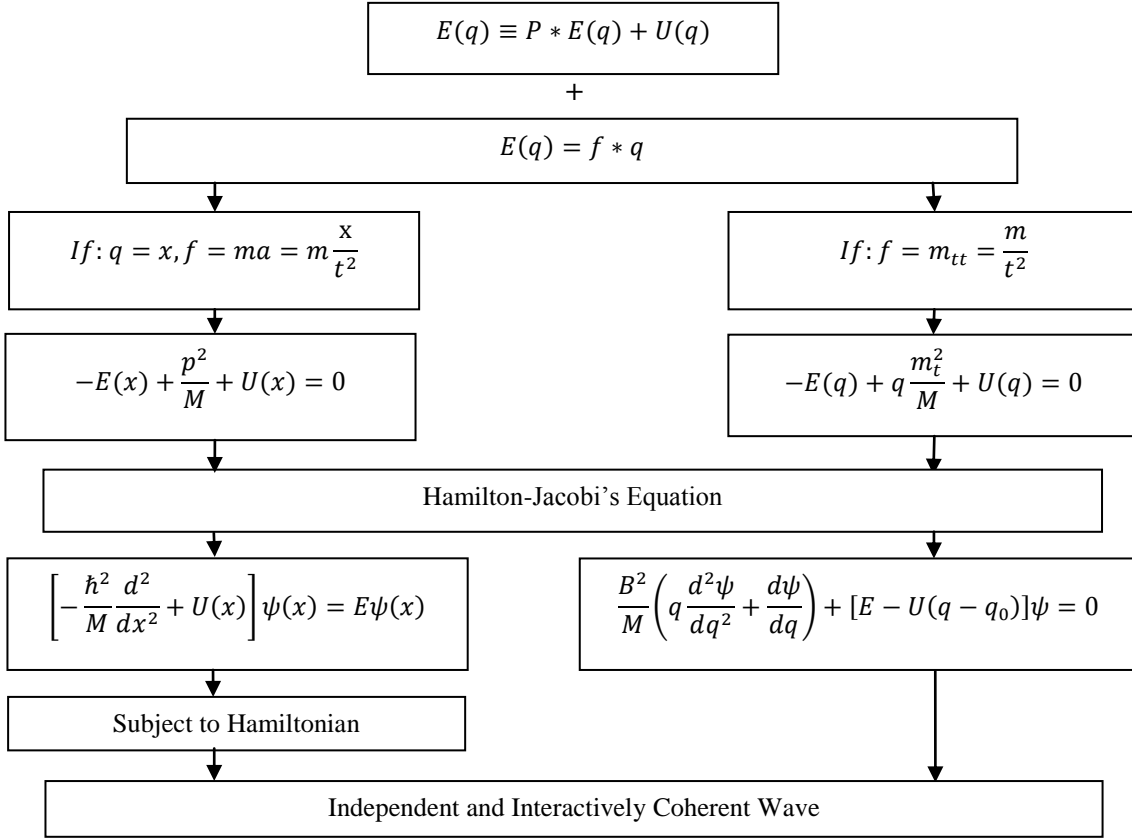 E(q) ≡ P ∗ E(q) + U(q)
+
E(q) = f ∗ q
If: q = x, f = ma = m x/t²
If: f = m_tt = m/t²
−E(x) + p²/M + U(x) = 0
−E(q) + q m_t²/M + U(q) = 0
Hamilton-Jacobi’s Equation
[−ℏ²/M d²/dx² + U(x)] ψ(x) = Eψ(x)
B²/M (q d²ψ/dq² + dψ/dq) + [E − U(q − q₀)]ψ = 0
Subject to Hamiltonian
Independent and Interactively Coherent Wave